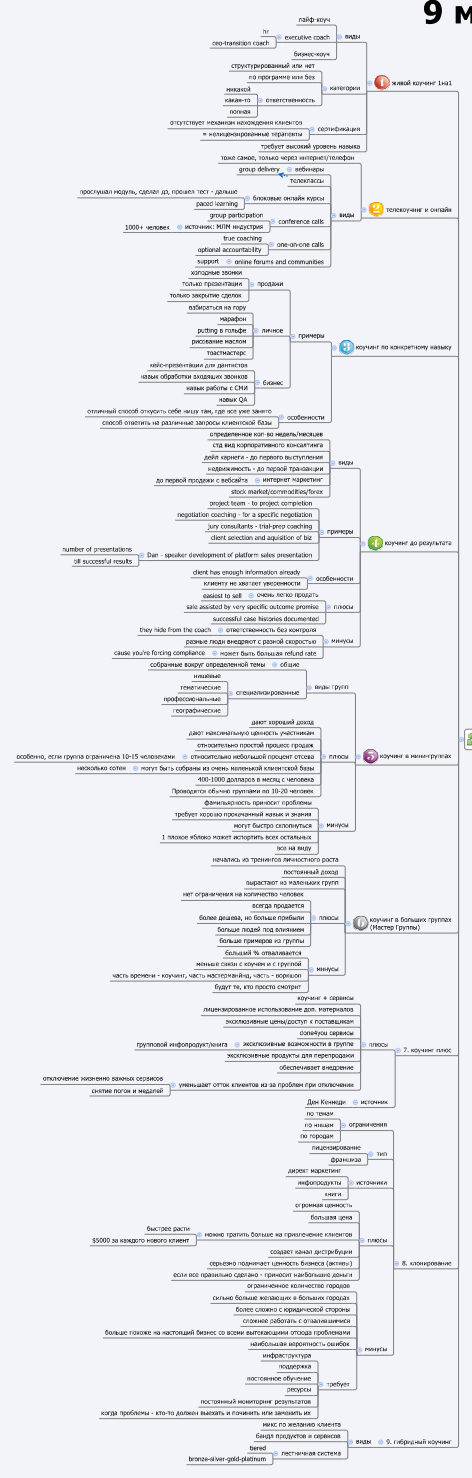 9 м
лайф-коуч
hr
executive coach
виды
ceo-transition coach
бизнес-коуч
структурированный или нет
по программе или без
категории
1 живой коучинг 1на1
никакой
какая-то
ответственность
полная
отсутствует механизм нахождения клиентов
сертификация
= нелицензированные терапевты
требует высокий уровень навыка
тоже самое, только через интернет/телефон
group delivery
вебинары
телеклассы
прослушал модуль, сделал дз, прошел тест - дальше
блоковые онлайн курсы
paced learning
2 телекоучинг и онлайн
group participation
виды
conference calls
1000+ человек
источник: МЛМ индустрия
true coaching
one-on-one calls
optional accountability
support
online forums and communities
холодные звонки
только презентации
продажи
только закрытие сделок
взбираться на гору
марафон
putting в гольфе
личное
примеры
рисование маслом
3 коучинг по конкретному навыку
тоастмастерс
кейс-презентации для дантистов
навык обработки входящих звонков
бизнес
навык работы с СМИ
навык QA
отличный способ откусить себе нишу там, где все уже занято
особенности
способ ответить на различные запросы клиентской базы
определенное кол-во недель/месяцев
стд вид корпоративного консалтинга
дейл карнеги - до первого выступления
виды
недвижимость - до первой транзакции
до первой продажи с вебсайта
интернет маркетинг
stock market/commodities/forex
project team - to project completion
negotiation coaching - for a specific negotiation
jury consultants - trial-prep coaching
примеры
client selection and aquisition of biz
4 коучинг до результата
number of presentations
Dan - speaker development of platform sales presentation
till successful results
client has enough information already
особенности
клиенту не хватает уверенности
easiest to sell
очень легко продать
sale assisted by very specific outcome promise
плюсы
successful case histories documented
they hide from the coach
ответственность без контроля
разные люди внедряют с разной скоростью
минусы
cause you're forcing compliance
может быть большая refund rate
собранные вокруг определенной темы
общие
нишевые
виды групп
тематические
специализированные
профессиональные
географические
дают хороший доход
дают максимальную ценность участникам
относительно простой процесс продаж
особенно, если группа ограничена 10-15 человеками
относительно небольшой процент отсева
плюсы
5 коучинг в мини-группах
несколько сотен
могут быть собраны из очень маленькой клиентской базы
400-1000 долларов в месяц с человека
Проводятся обычно группами по 10-20 человек
фамильярность приносит проблемы
требует хорошо прокачанный навык и знания
могут быстро схлопнуться
минусы
1 плохое яблоко может испортить всех остальных
все на виду
начались из тренингов личностного роста
постоянный доход
вырастают из маленьких групп
нет ограничения на количество человек
всегда продается
более дешева, но больше прибыли
плюсы
6 коучинг в больших группах
(Мастер Группы)
больше людей под влиянием
больше примеров из группы
больший % отваливается
меньше связи с коучем и с группой
минусы
часть времени - коучинг, часть мастермайнд, часть - воркшоп
будут те, кто просто смотрит
коучинг + сервисы
лицензированное использование доп. материалов
эксклюзивные цены/доступ к поставщикам
done4you сервисы
групповой инфопродукт/книга
эксклюзивные возможности в группе
плюсы
7. коучинг плюс
эксклюзивные продукты для перепродажи
обеспечивает внедрение
отключение жизненно важных сервисов
уменьшает отток клиентов из за проблем при отключении
снятие погон и медалей
Ден Кеннеди
источник
по темам
по нишам
ограничения
по городам
лицензирование
тип
франшиза
директ маркетинг
инфопродукты
источники
книги
огромная ценность
большая цена
быстрее расти
можно тратить больше на привлечение клиентов
плюсы
$5000 за каждого нового клиент
создает канал дистрибуции
серьезно поднимает ценность бизнеса (активы)
8. клонирование
если все правильно сделано - приносит наибольшие деньги
ограниченное количество городов
сильно больше желающих в больших городах
более сложно с юридической стороны
сложнее работать с отвалившимися
больше похоже на настоящий бизнес со всеми вытекающими отсюда проблемами
наибольшая вероятность ошибок
минусы
инфраструктура
поддержка
постоянное обучение
требует
ресурсы
постоянный мониторинг результатов
когда проблемы - кто-то должен выехать и починить или заменить их
микс по желанию клиента
бандл продуктов и сервисов
виды
9. гибридный коучинг
tiered
лестничная система
bronze-silver-gold-platinum